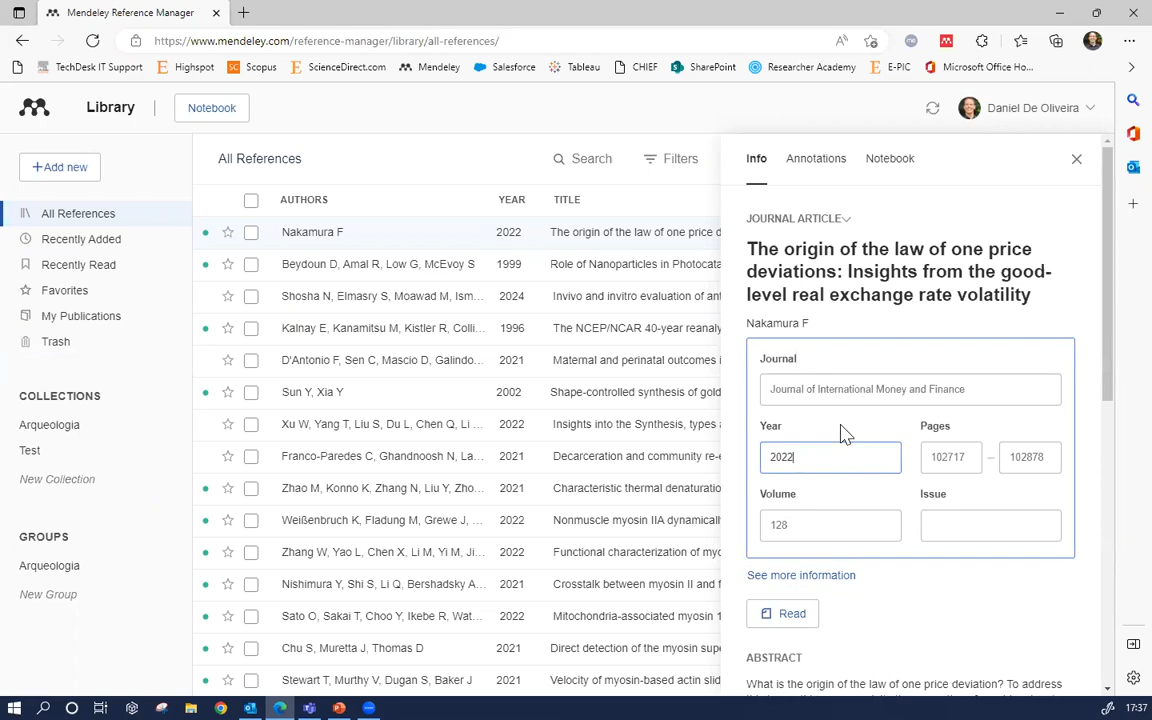 Mendeley Reference Manager
https://www.mendeley.com/reference-manager/library/all-references/
TechDesk IT Support
Highspot
Scopus
ScienceDirect.com
Mendeley
Salesforce
Tableau
CHIEF
SharePoint
Researcher Academy
E-PIC
Microsoft Office Ho...
Library
Notebook
Daniel De Oliveira
+Add new
All References
Recently Added
Recently Read
Favorites
My Publications
Trash
COLLECTIONS
Arqueologia
Test
New Collection
GROUPS
Arqueologia
New Group
All References
Search
Filters
AUTHORS YEAR TITLE
Nakamura F 2022 The origin of the law of one price d
Beydoun D, Amal R, Low G, McEvoy S 1999 Role of Nanoparticles in Photocata
Shosha N, Elmasry S, Moawad M, Ism... 2024 Invivo and invitro evaluation of ant
Kalnay E, Kanamitsu M, Kistler R, Colli... 1996 The NCEP/NCAR 40-year reanaly
D'Antonio F, Sen C, Mascio D, Galindo... 2021 Maternal and perinatal outcomes i
Sun Y, Xia Y 2002 Shape-controlled synthesis of gold
Xu W, Yang T, Liu S, Du L, Chen Q, ... 2021 Insights into the Synthesis, types a
Franco-Paredes C, Ghandnoosh N, La... 2021 Decarceration and community re-e
Zhao M, Konno K, Zhang N, Liu Y, Zho... 2021 Characteristic thermal denaturation
Weißenbruch K, Fladung M, Grewe J, ... 2022 Nonmuscle myosin IIA dynamically
Zhang W, Yao L, Chen X, Li M, Yi M, Ji... 2022 Functional characterization of myo
Nishimura Y, Shi S, Li Q, Bershadsky A... 2021 Crosstalk between myosin II and f
Sato O, Sakai T, Choo Y, Ikebe R, Wat... 2022 Mitochondria-associated myosin 1
Chu S, Muretta J, Thomas D 2021 Direct detection of the myosin supe
Stewart T, Murthy V, Dugan S, Baker J 2021 Velocity of myosin-based actin slid
Info
Annotations
Notebook
JOURNAL ARTICLE
The origin of the law of one price
deviations: Insights from the good-
level real exchange rate volatility
Nakamura F
Journal
Journal of International Money and Finance
Year Pages
2022 102717 – 102878
Volume Issue
128
See more information
Read
ABSTRACT
What is the origin of the law of one price deviation? To address
17:37